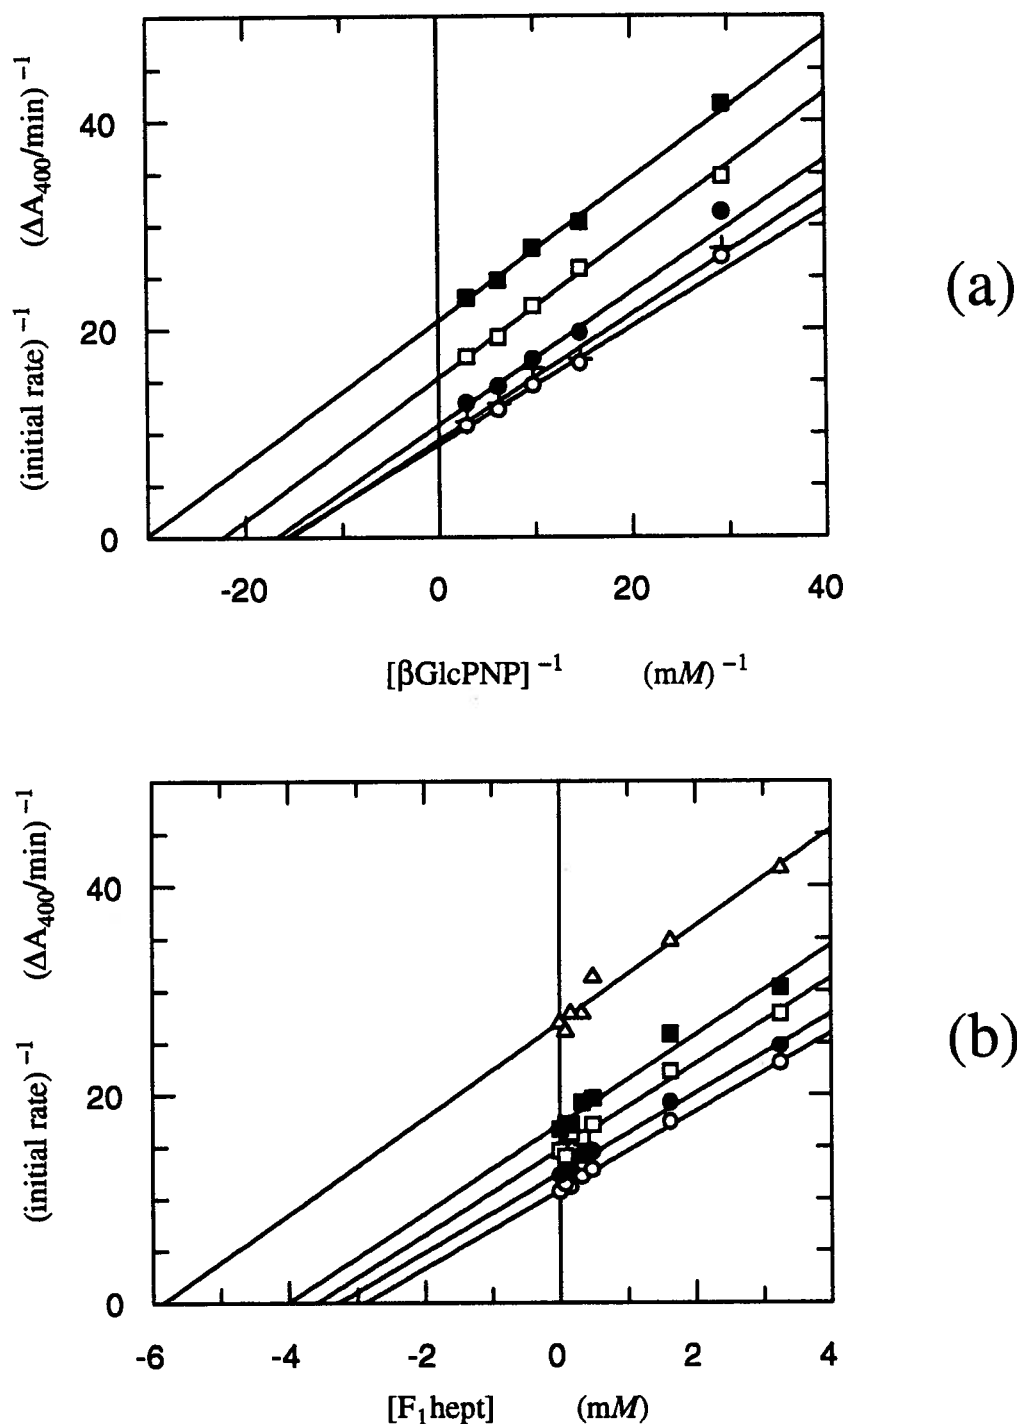 (initial rate)⁻¹ (ΔA₄₀₀/min)⁻¹
40
20
0
-20
0
20
40
[βGlcPNP]⁻¹ (mM)⁻¹
(a)
(initial rate)⁻¹ (ΔA₄₀₀/min)⁻¹
40
20
0
-6
-4
-2
0
2
4
[F₁hept] (mM)
(b)